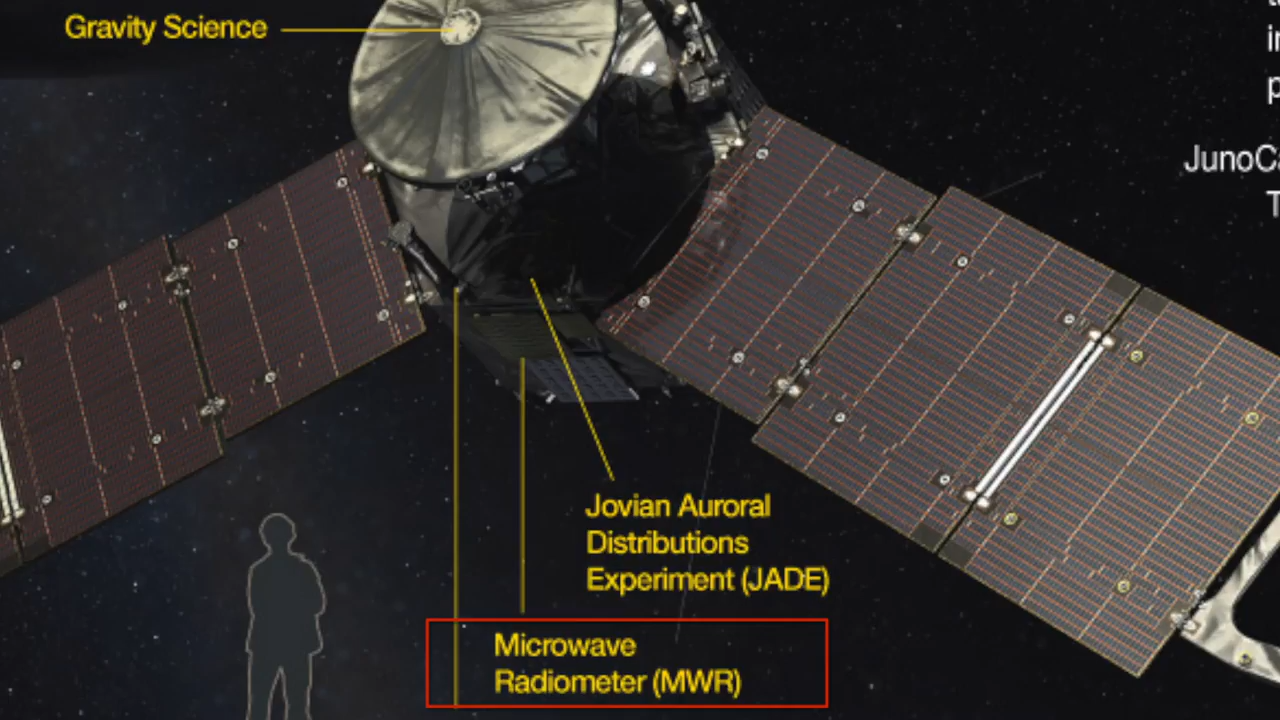 Gravity Science
JunoCa
Jovian Auroral
Distributions
Experiment (JADE)
Microwave
Radiometer (MWR)